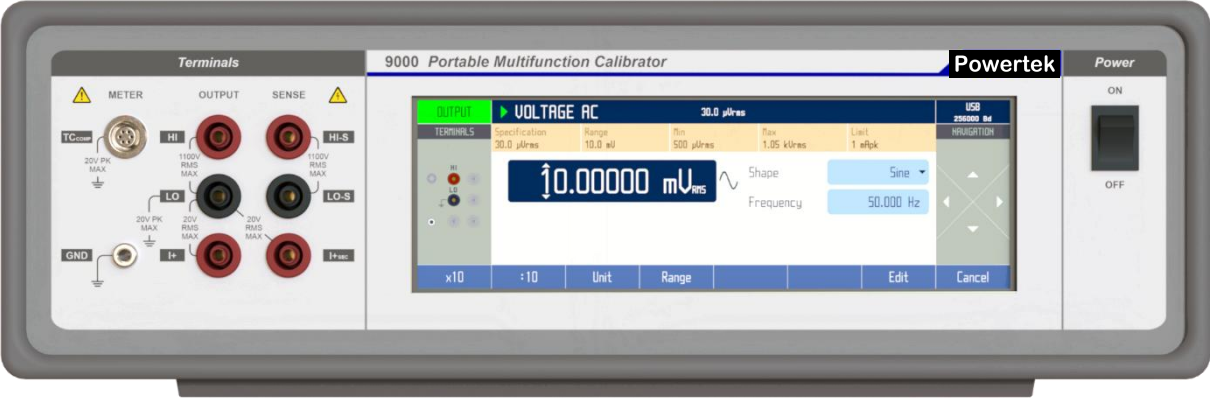 Terminals
METER
OUTPUT
SENSE
TCCOMP
HI
HI-S
20V PK
MAX
1100V
RMS
MAX
1100V
RMS
MAX
LO
LO-S
20V PK
MAX
20V
RMS
MAX
20V
RMS
MAX
GND
I+
I+SEC
9000 Portable Multifunction Calibrator
Powertek
OUTPUT
VOLTAGE AC
30.0 µVrms
USB
256000 Bd
TERMINALS
Specification
Range
Min
Max
Limit
NAVIGATION
30.0 µVrms
10.0 mV
500 µVrms
1.05 kVrms
1 mApk
HI
LO
10.00000 mVRMS
Shape
Sine
Frequency
50.000 Hz
x10
:10
Unit
Range
Edit
Cancel
Power
ON
OFF